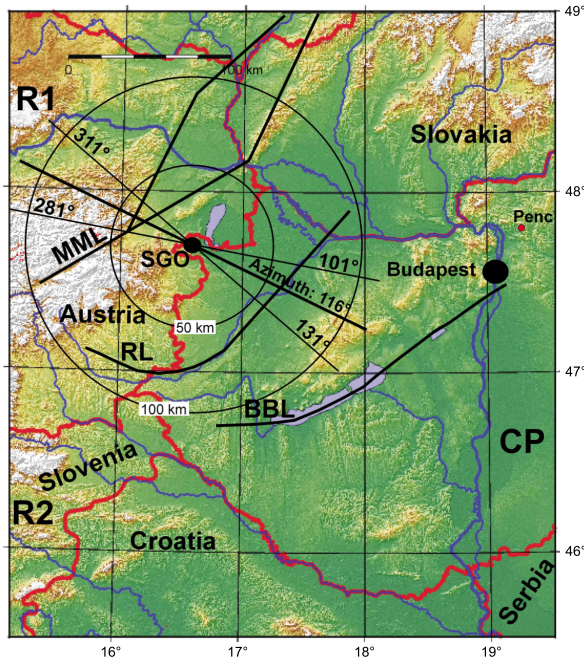 49°
0
100 km
R1
311°
Slovakia
48°
281°
Penc
MML
SGO
101°
Budapest
Azimuth: 116°
Austria
131°
50 km
RL
47°
100 km
BBL
CP
Slovenia
R2
Croatia
46°
Serbia
16°
17°
18°
19°